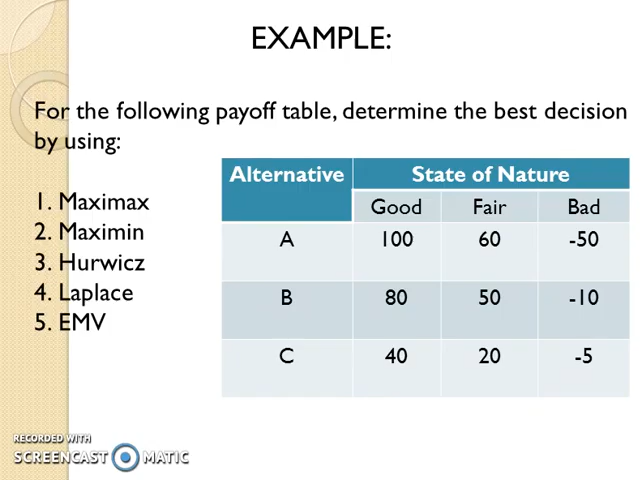 EXAMPLE:
For the following payoff table, determine the best decision
by using:
1. Maximax
2. Maximin
3. Hurwicz
4. Laplace
5. EMV
Alternative State of Nature
Good Fair Bad
A 100 60 -50
B 80 50 -10
C 40 20 -5
RECORDED WITH
SCREENCAST MATIC